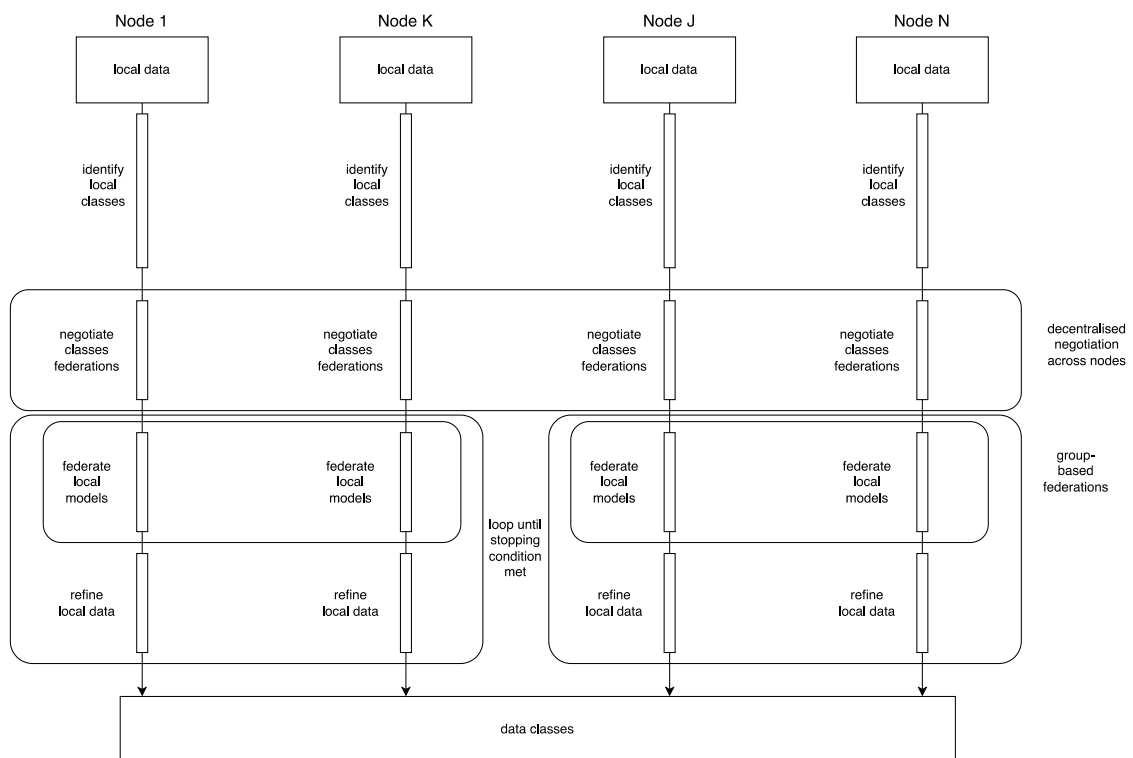 Node 1
Node K
Node J
Node N
local data
local data
local data
local data
identify
local
classes
identify
local
classes
identify
local
classes
identify
local
classes
negotiate
classes
federations
negotiate
classes
federations
negotiate
classes
federations
negotiate
classes
federations
decentralised
negotiation
across nodes
federate
local
models
federate
local
models
federate
local
models
federate
local
models
group-
based
federations
loop until
stopping
condition
met
refine
local data
refine
local data
refine
local data
refine
local data
data classes